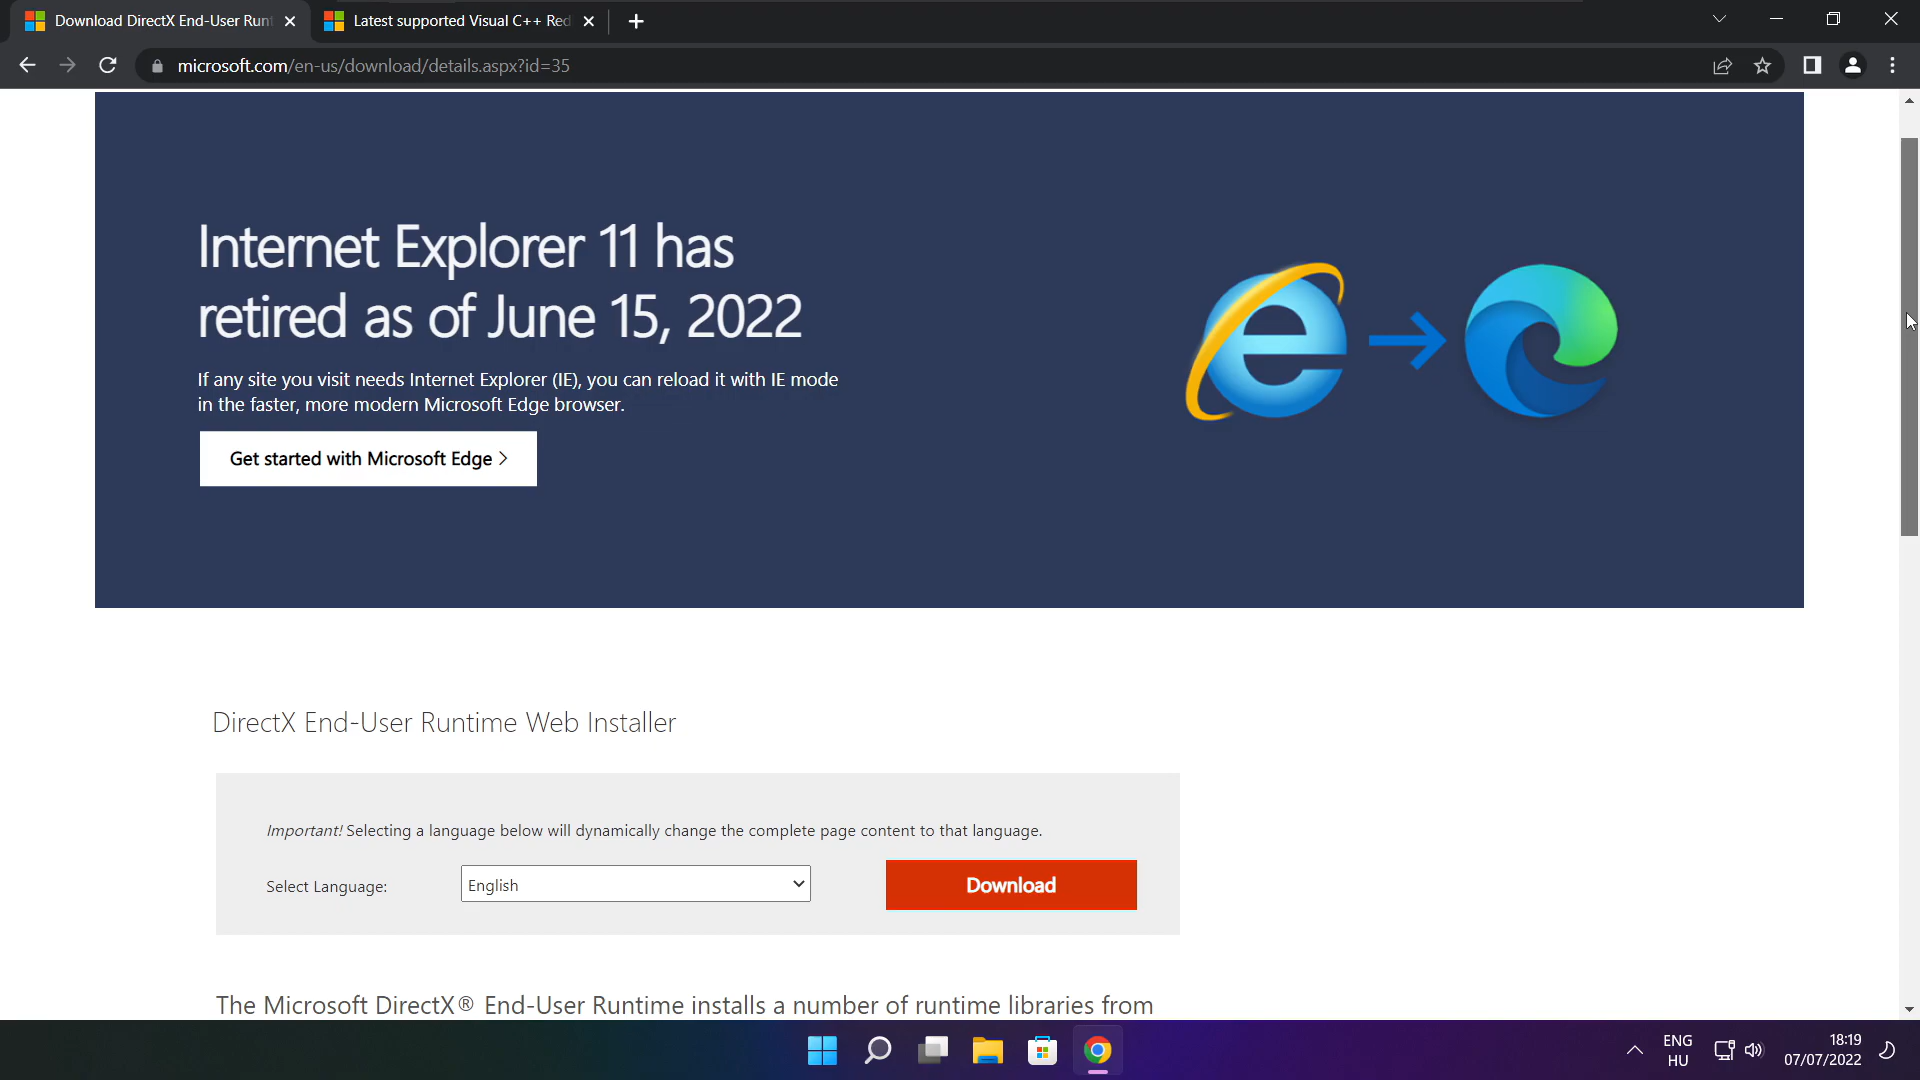 Download DirectX End-User Runt
Latest supported Visual C++ Red
microsoft.com/en-us/download/details.aspx?id=35
Internet Explorer 11 has
retired as of June 15, 2022
If any site you visit needs Internet Explorer (IE), you can reload it with IE mode
in the faster, more modern Microsoft Edge browser.
Get started with Microsoft Edge >
DirectX End-User Runtime Web Installer
Important! Selecting a language below will dynamically change the complete page content to that language.
Select Language:
English
Download
The Microsoft DirectX® End-User Runtime installs a number of runtime libraries from
ENG
HU
18:19
07/07/2022